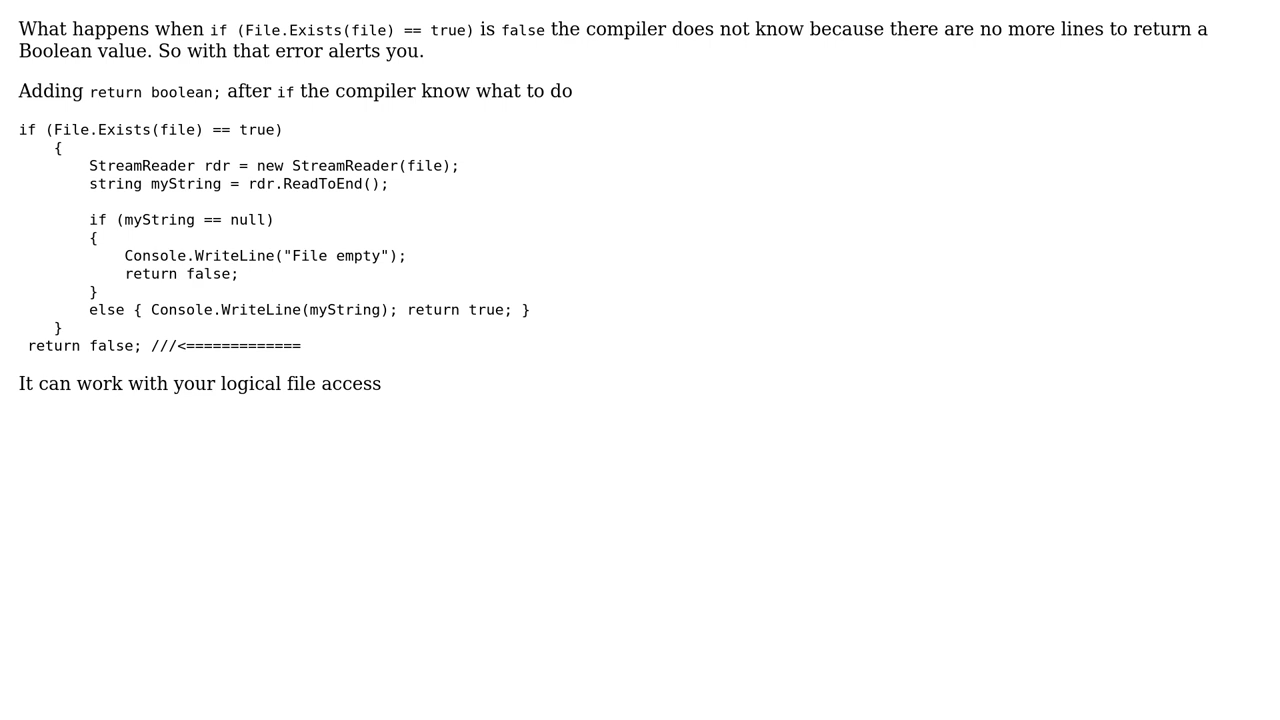 What happens when if (File.Exists(file) == true) is false the compiler does not know because there are no more lines to return a
Boolean value. So with that error alerts you.
Adding return boolean; after if the compiler know what to do
if (File.Exists(file) == true)
    {
        StreamReader rdr = new StreamReader(file);
        string myString = rdr.ReadToEnd();

        if (myString == null)
        {
            Console.WriteLine("File empty");
            return false;
        }
        else { Console.WriteLine(myString); return true; }
    }
 return false; ///<=============
It can work with your logical file access